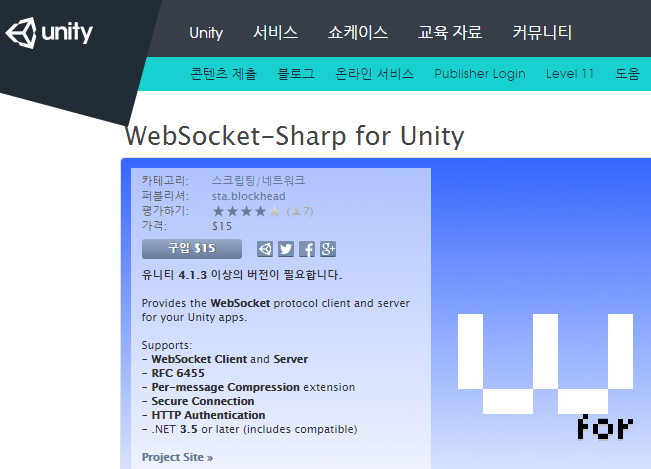 unity
Unity 서비스 쇼케이스 교육 자료 커뮤니티
콘텐츠 제출 블로그 온라인 서비스 Publisher Login Level 11 도움
WebSocket-Sharp for Unity
카테고리: 스크립팅/네트워크
퍼블리셔: sta.blockhead
평가하기: ★★★★★ (7)
가격: $15
구입 $15
유니티 4.1.3 이상의 버전이 필요합니다.
Provides the WebSocket protocol client and server
for your Unity apps.
Supports:
- WebSocket Client and Server
- RFC 6455
- Per-message Compression extension
- Secure Connection
- HTTP Authentication
- .NET 3.5 or later (includes compatible)
Project Site »
W
for